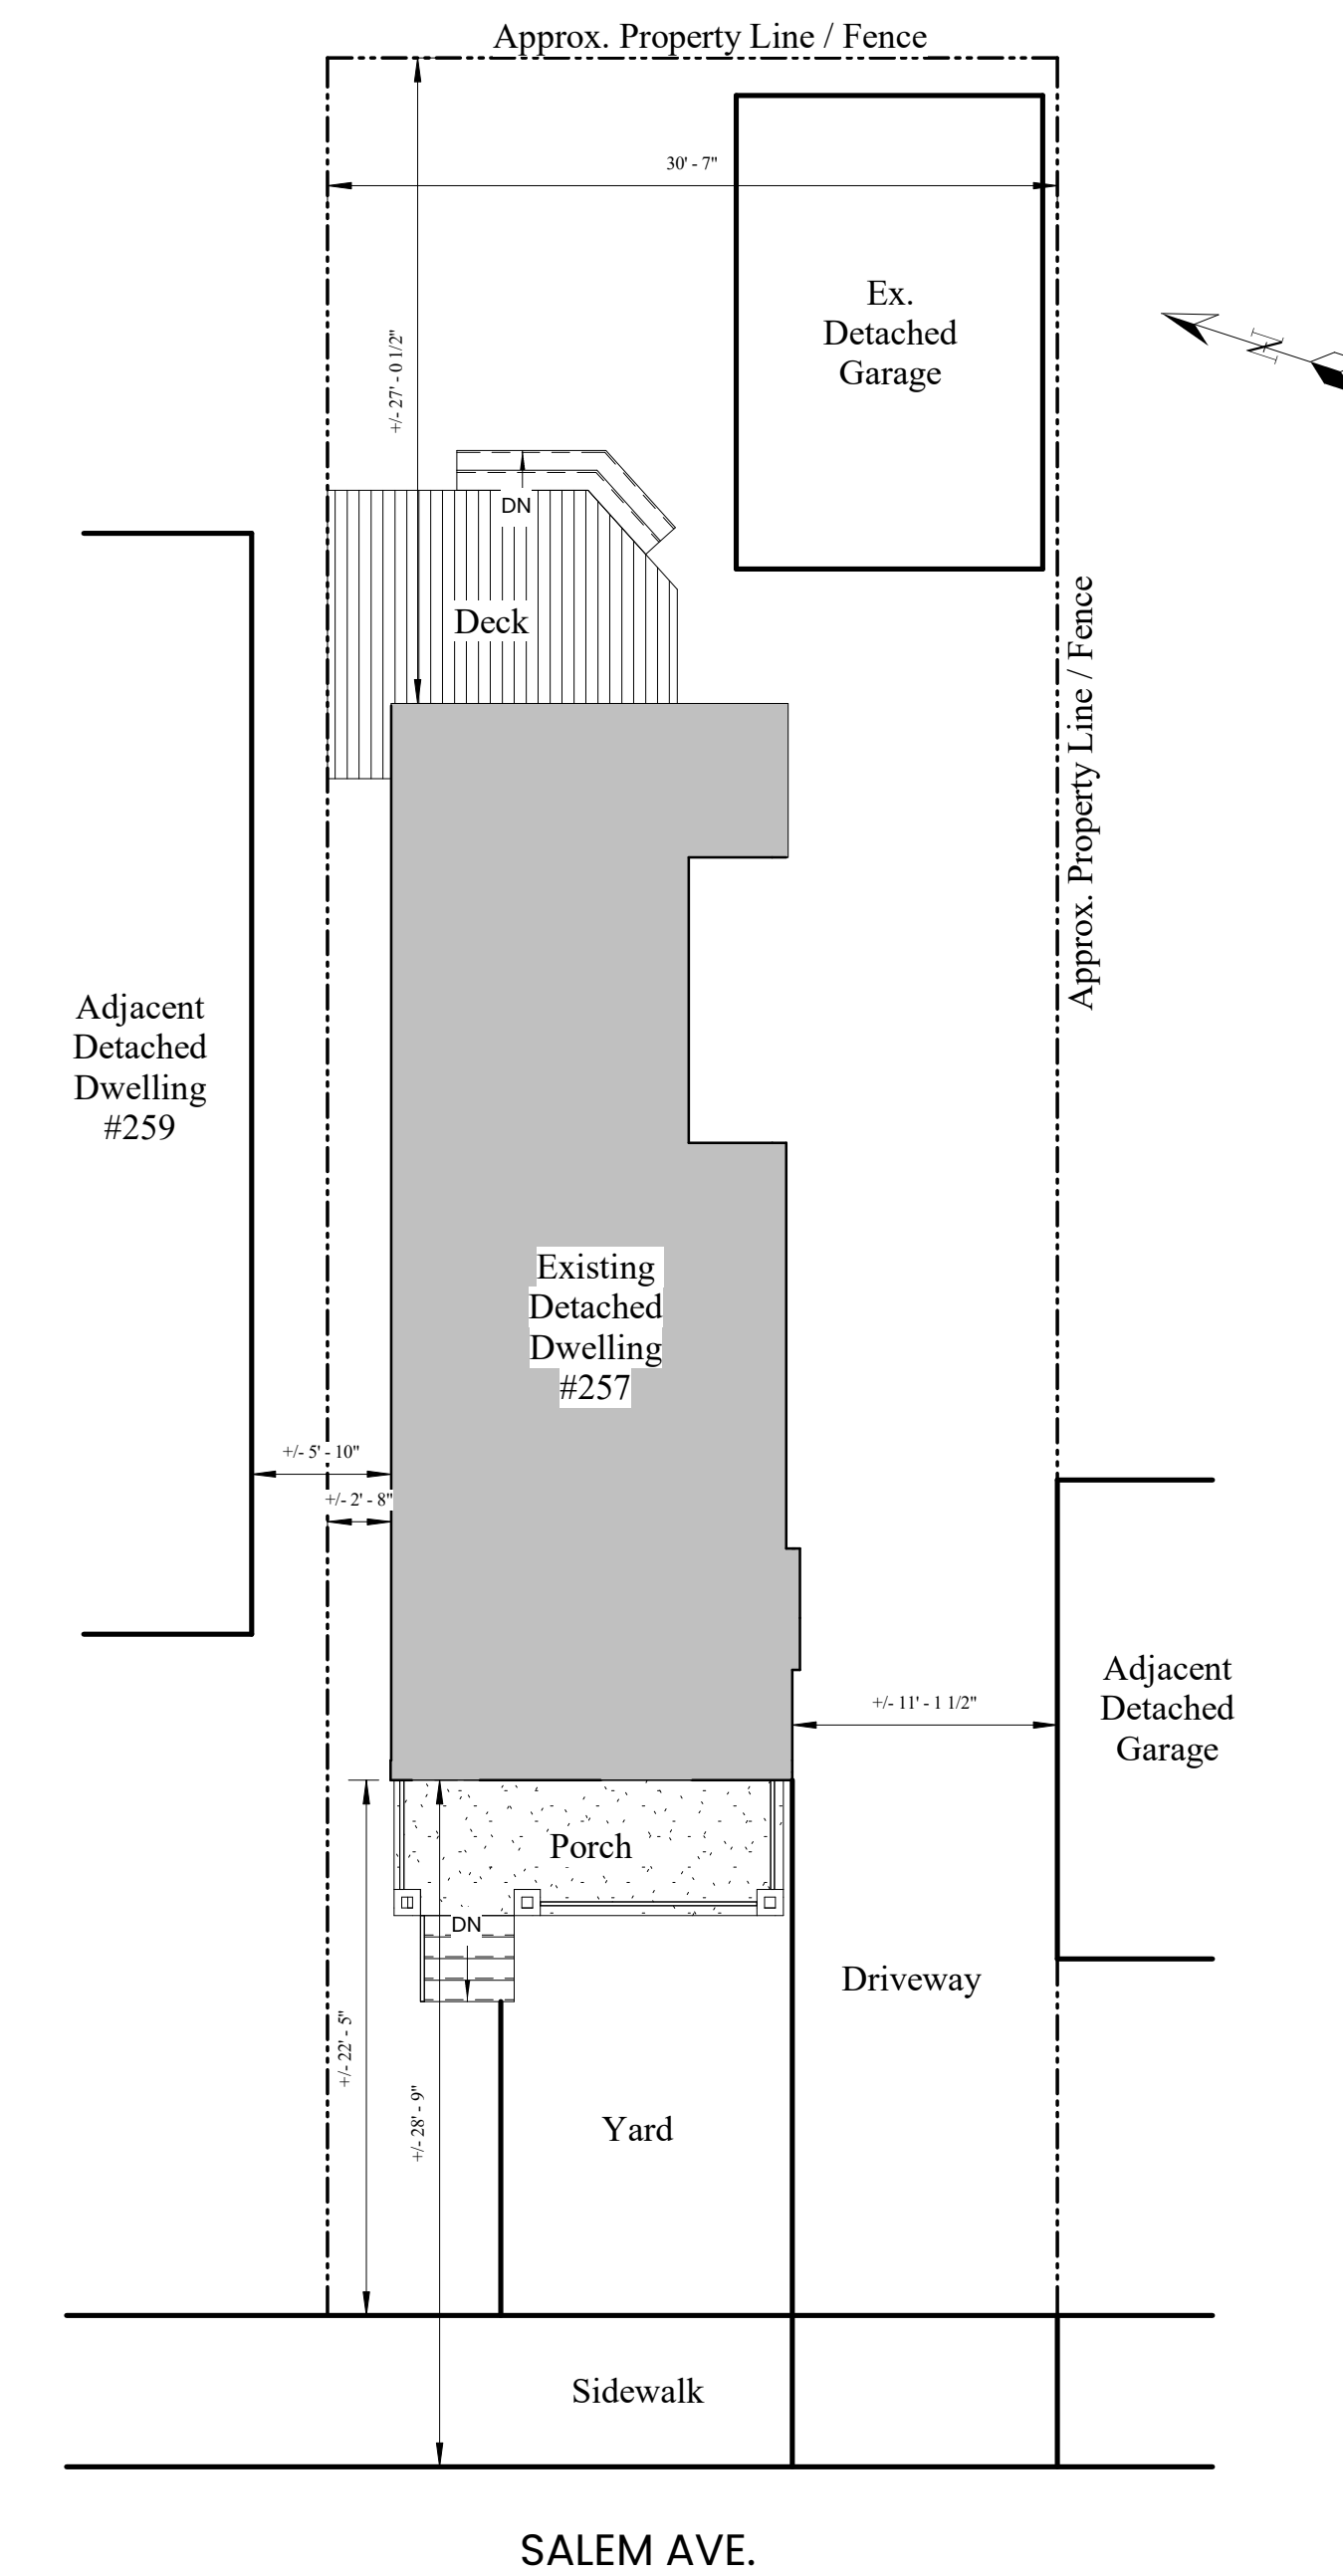 Approx. Property Line / Fence
30' - 7"
Ex.
Detached
Garage
N
+/- 27' - 0 1/2"
DN
Deck
Approx. Property Line / Fence
Adjacent
Detached
Dwelling
#259
Existing
Detached
Dwelling
#257
+/- 5' - 10"
+/- 2' - 8"
Adjacent
Detached
Garage
+/- 11' - 1 1/2"
Porch
DN
Driveway
+/- 22' - 5"
+/- 28' - 9"
Yard
Sidewalk
SALEM AVE.